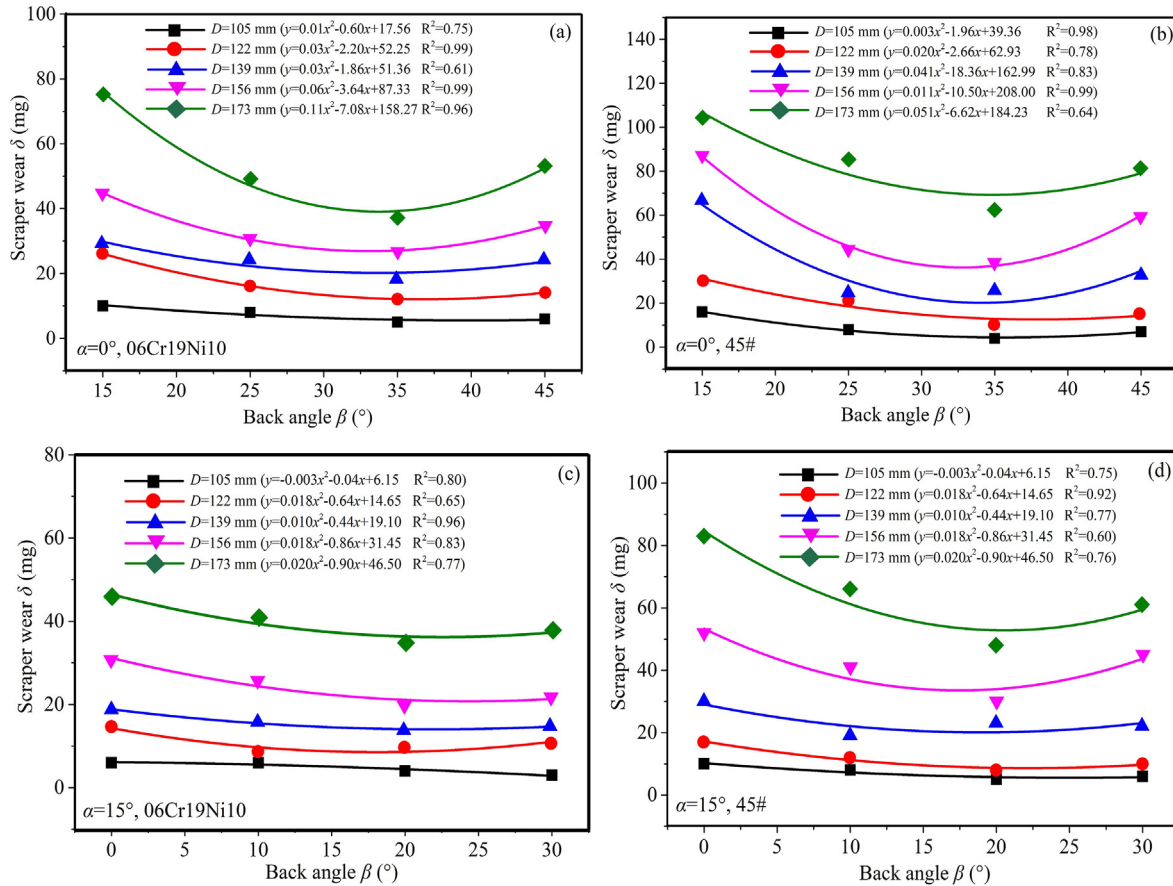 (a)
D=105 mm (y=0.01x²-0.60x+17.56 R²=0.75)
D=122 mm (y=0.03x²-2.20x+52.25 R²=0.99)
D=139 mm (y=0.03x²-1.86x+51.36 R²=0.61)
D=156 mm (y=0.06x²-3.64x+87.33 R²=0.99)
D=173 mm (y=0.11x²-7.08x+158.27 R²=0.96)
100
80
60
40
20
0
Scraper wear δ (mg)
α=0°, 06Cr19Ni10
15 20 25 30 35 40 45
Back angle β (°)
(b)
D=105 mm (y=0.003x²-1.96x+39.36 R²=0.98)
D=122 mm (y=0.020x²-2.66x+62.93 R²=0.78)
D=139 mm (y=0.041x²-18.36x+162.99 R²=0.83)
D=156 mm (y=0.011x²-10.50x+208.00 R²=0.99)
D=173 mm (y=0.051x²-6.62x+184.23 R²=0.64)
140
120
100
80
60
40
20
0
Scraper wear δ (mg)
α=0°, 45#
15 20 25 30 35 40 45
Back angle β (°)
(c)
D=105 mm (y=-0.003x²-0.04x+6.15 R²=0.80)
D=122 mm (y=0.018x²-0.64x+14.65 R²=0.65)
D=139 mm (y=0.010x²-0.44x+19.10 R²=0.96)
D=156 mm (y=0.018x²-0.86x+31.45 R²=0.83)
D=173 mm (y=0.020x²-0.90x+46.50 R²=0.77)
80
60
40
20
0
Scraper wear δ (mg)
α=15°, 06Cr19Ni10
0 5 10 15 20 25 30
Back angle β (°)
(d)
D=105 mm (y=-0.003x²-0.04x+6.15 R²=0.75)
D=122 mm (y=0.018x²-0.64x+14.65 R²=0.92)
D=139 mm (y=0.010x²-0.44x+19.10 R²=0.77)
D=156 mm (y=0.018x²-0.86x+31.45 R²=0.60)
D=173 mm (y=0.020x²-0.90x+46.50 R²=0.76)
100
80
60
40
20
0
Scraper wear δ (mg)
α=15°, 45#
0 5 10 15 20 25 30
Back angle β (°)